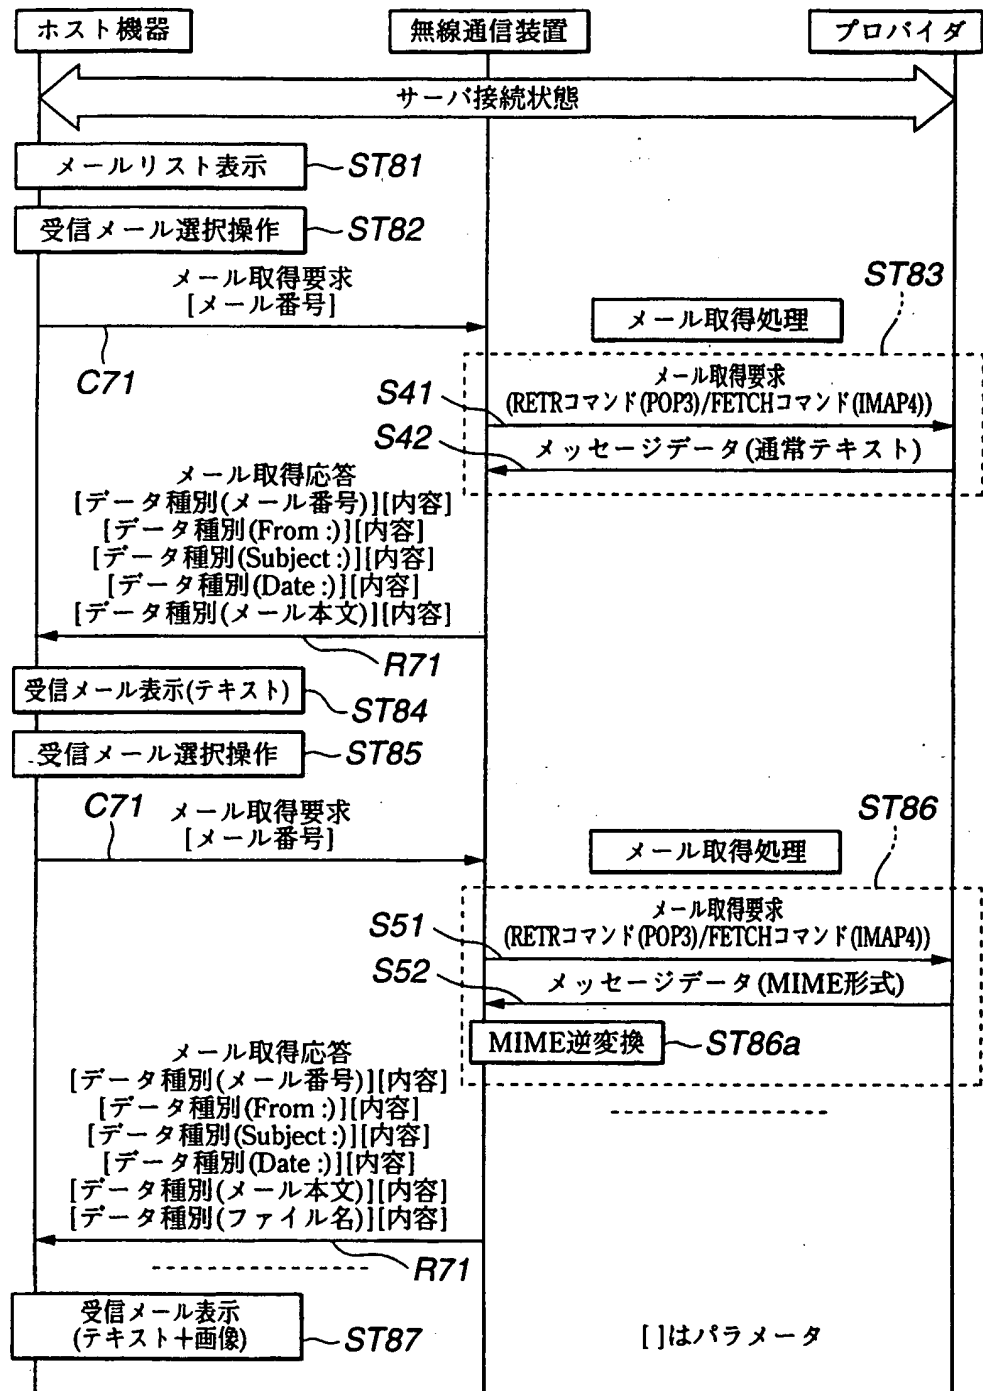 ホスト機器
無線通信装置
プロバイダ
サーバ接続状態
メールリスト表示
ST81
受信メール選択操作
ST82
メール取得要求
[メール番号]
C71
ST83
メール取得処理
メール取得要求
(RETRコマンド(POP3)/FETCHコマンド(IMAP4))
S41
メッセージデータ(通常テキスト)
S42
メール取得応答
[データ種別(メール番号)][内容]
[データ種別(From:)][内容]
[データ種別(Subject:)][内容]
[データ種別(Date:)][内容]
[データ種別(メール本文)][内容]
R71
受信メール表示(テキスト)
ST84
受信メール選択操作
ST85
C71
メール取得要求
[メール番号]
ST86
メール取得処理
メール取得要求
(RETRコマンド(POP3)/FETCHコマンド(IMAP4))
S51
メッセージデータ(MIME形式)
S52
MIME逆変換
ST86a
メール取得応答
[データ種別(メール番号)][内容]
[データ種別(From:)][内容]
[データ種別(Subject:)][内容]
[データ種別(Date:)][内容]
[データ種別(メール本文)][内容]
[データ種別(ファイル名)][内容]
R71
受信メール表示
(テキスト+画像)
ST87
[ ]はパラメータ